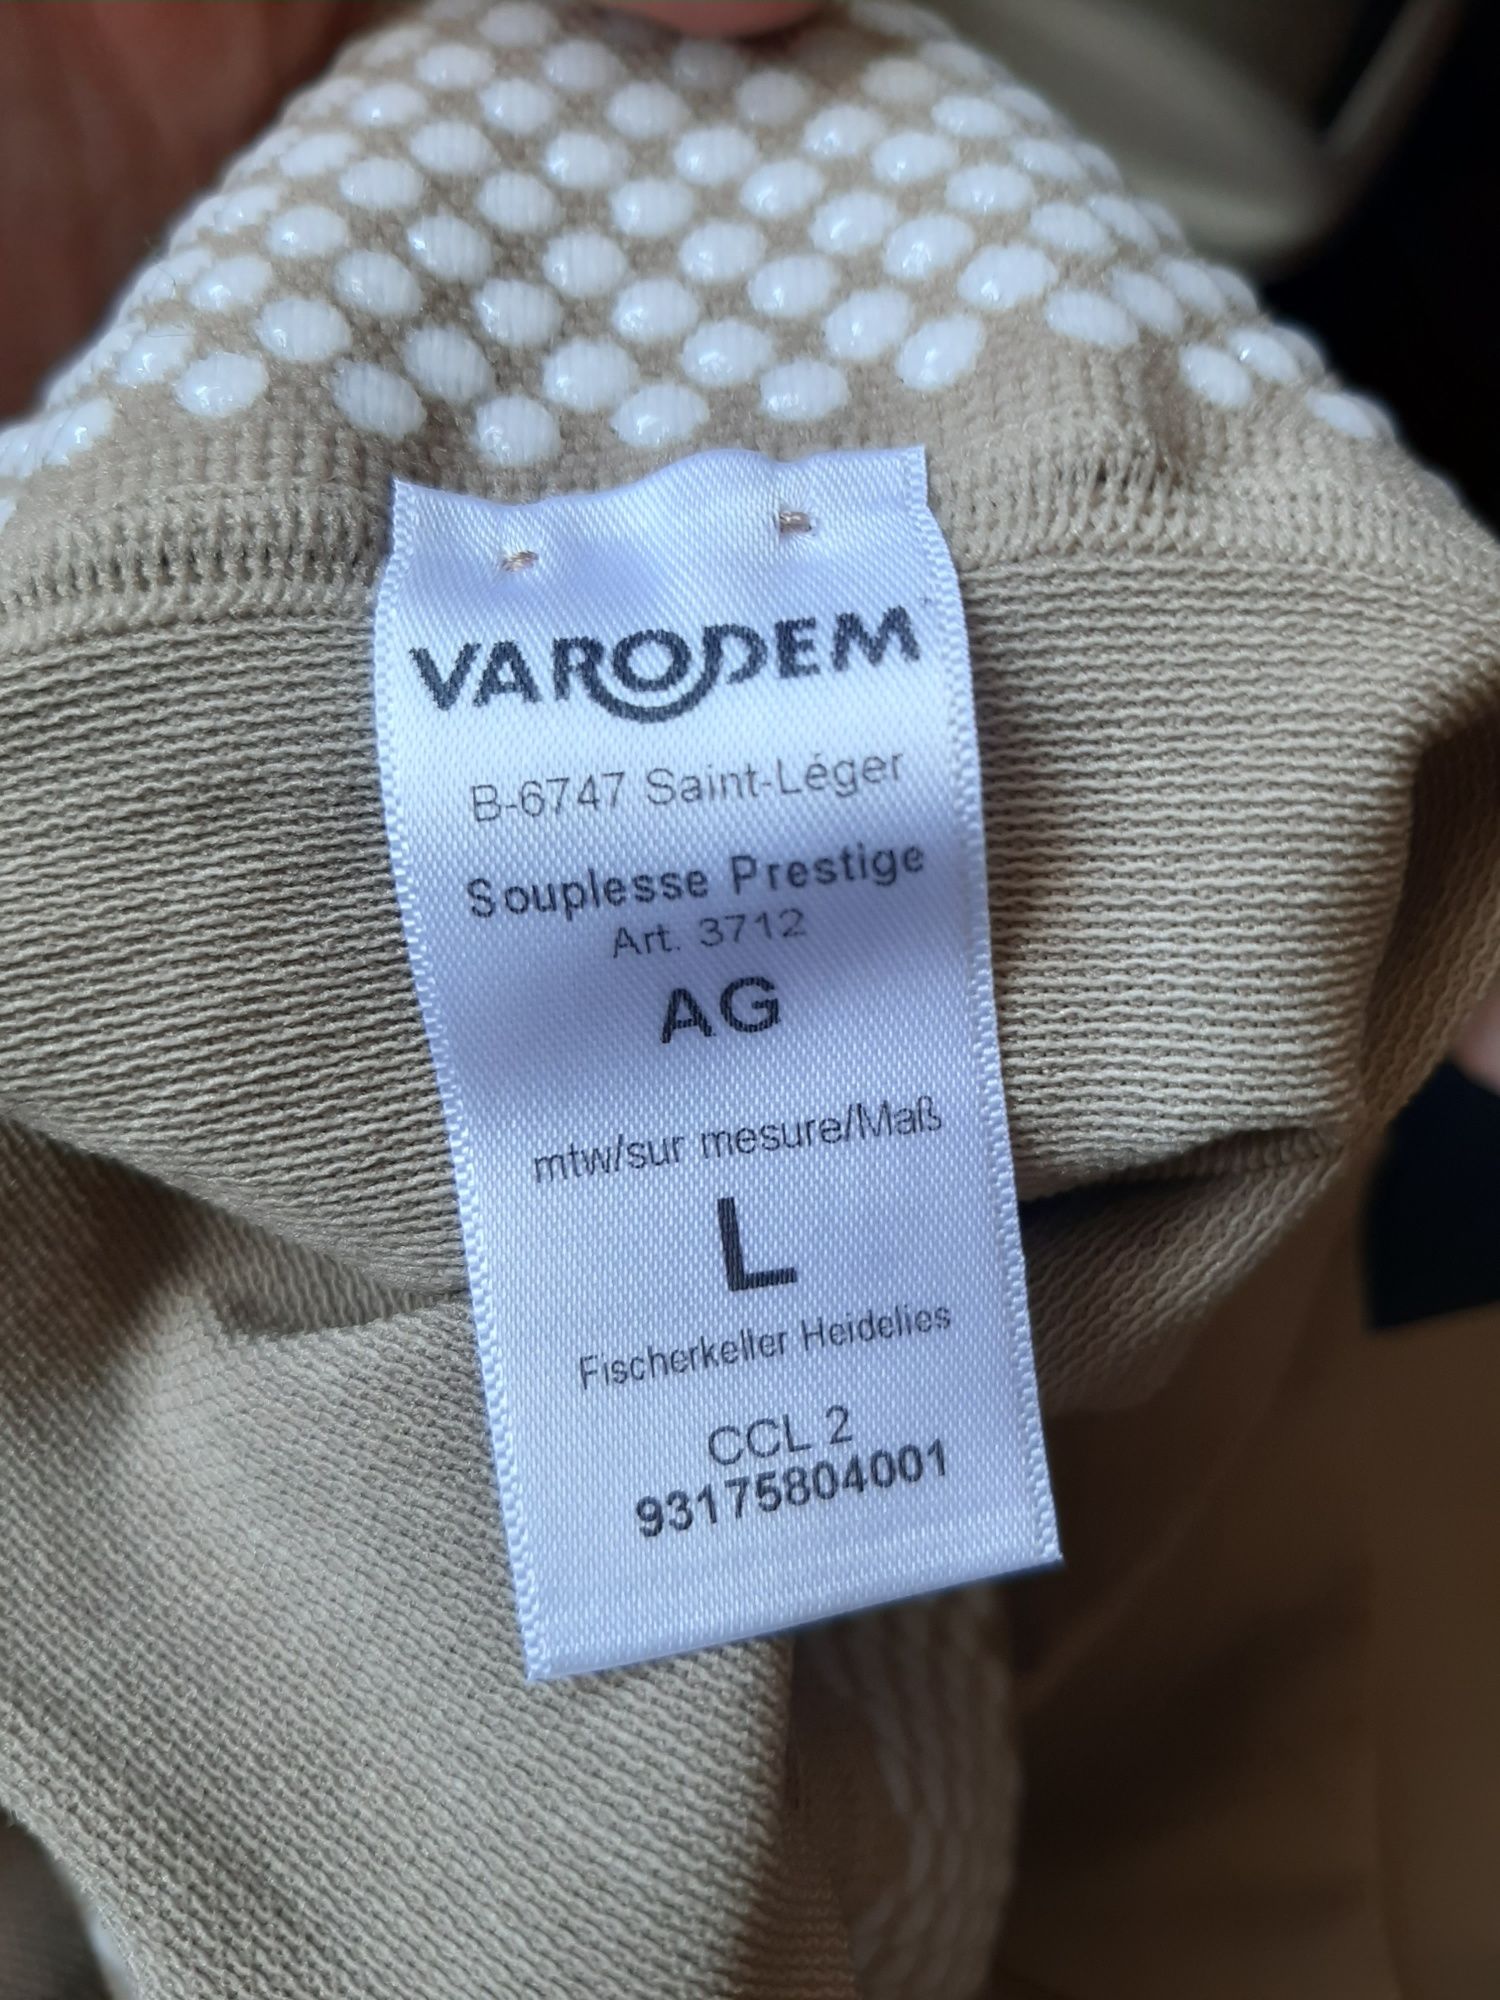 VARODEM
B-6747 Saint-Léger
Souplesse Prestige
Art. 3712
AG
mtw/sur mesure/Maß
L
Fischerkeller Heidelies
CCL 2
93175804001